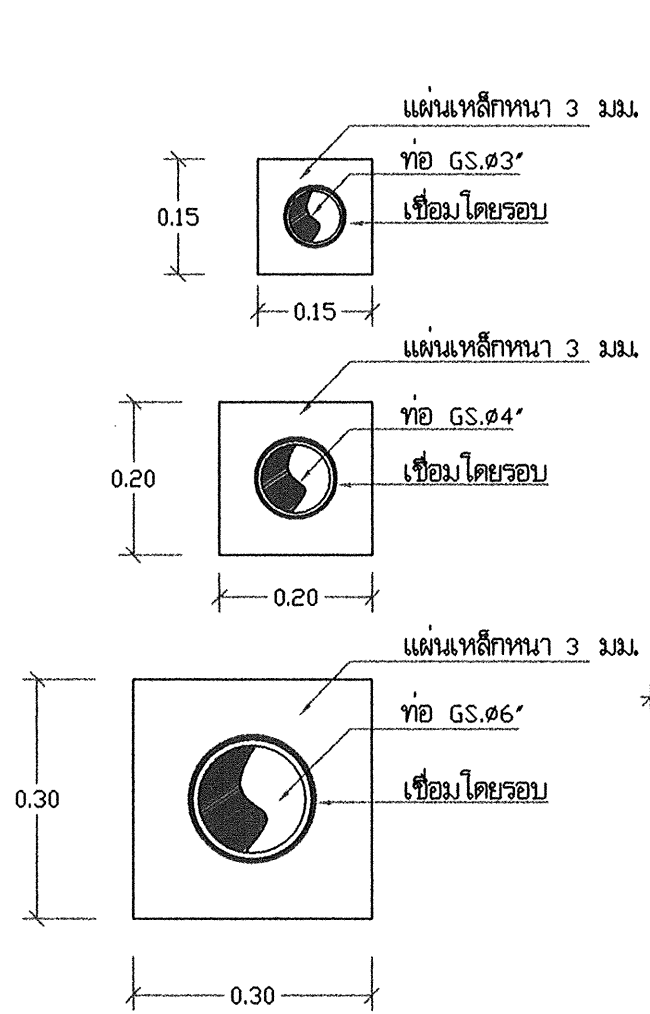 แผ่นเหล็กหนา 3 มม.
ท่อ GS.ø3"
เชื่อมโดยรอบ
0.15
0.15
แผ่นเหล็กหนา 3 มม.
ท่อ GS.ø4"
เชื่อมโดยรอบ
0.20
0.20
แผ่นเหล็กหนา 3 มม.
ท่อ GS.ø6"
เชื่อมโดยรอบ
0.30
0.30